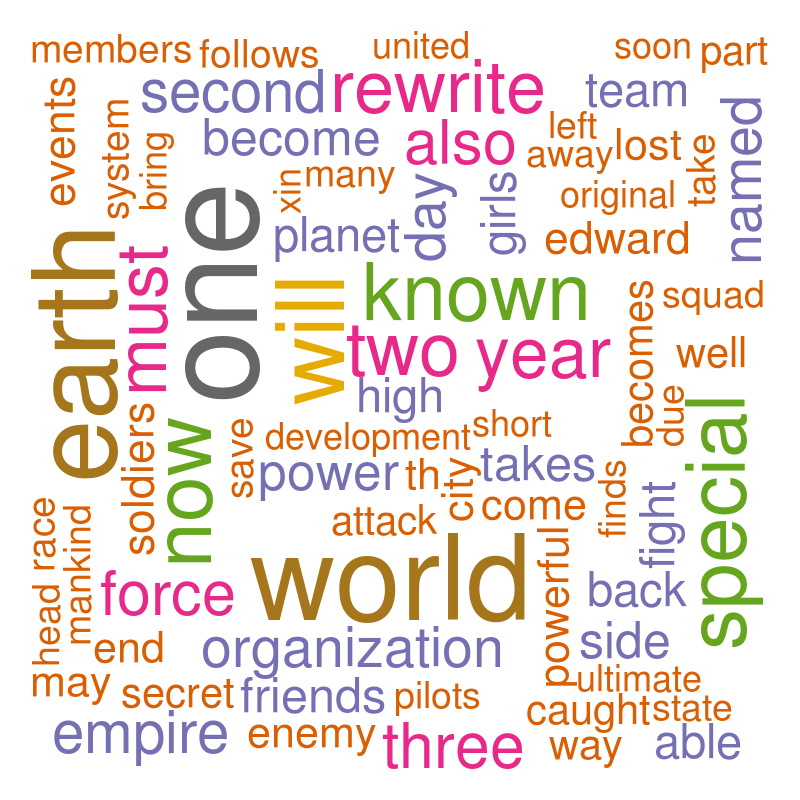 members follows united soon part
second rewrite team
events system bring become also left away lost take named
xin many original
one planet day girls edward
earth must will known becomes squad
two year well
high due
soldiers now save development short special
power th city takes
come finds
attack fight
head race mankind world powerful
force back
organization side
end
may secret friends pilots ultimate
caught state
empire enemy three way able